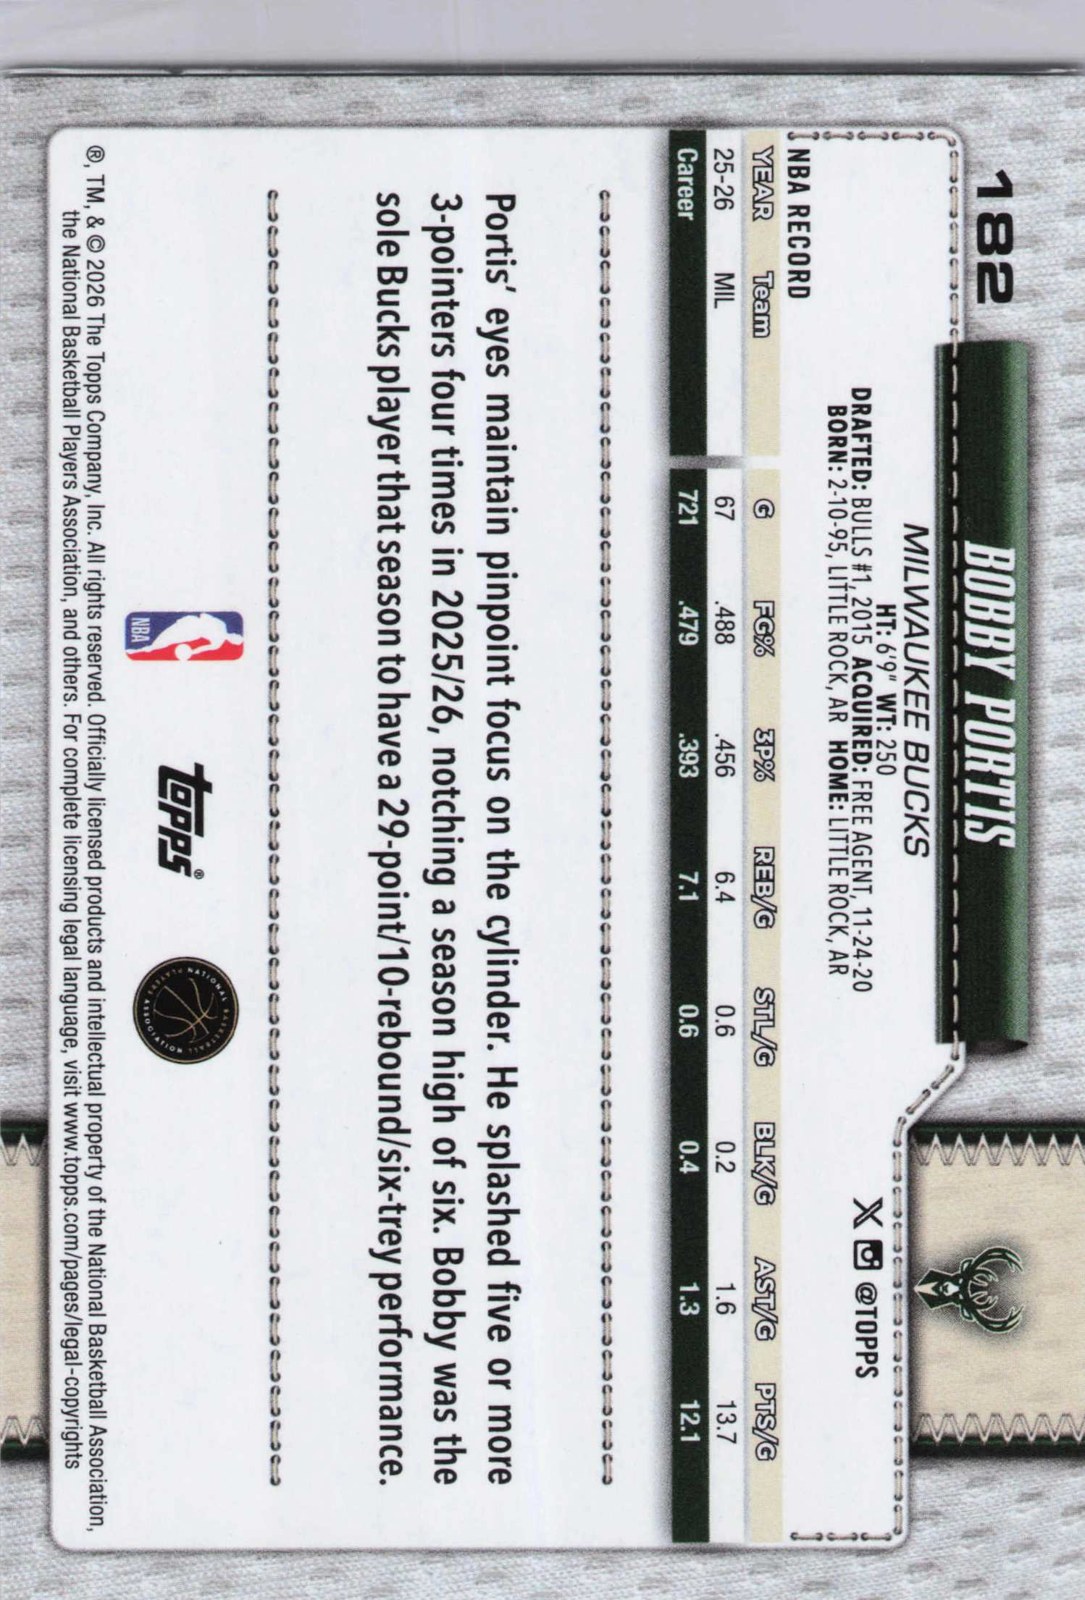 182
BOBBY PORTIS
MILWAUKEE BUCKS
HT: 6'9" WT: 250
DRAFTED: BULLS #1, 2015 ACQUIRED: FREE AGENT, 11-24-20
BORN: 2-10-95, LITTLE ROCK, AR HOME: LITTLE ROCK, AR
X @TOPPS
NBA RECORD
YEAR Team G FG% 3P% REB/G STL/G BLK/G AST/G PTS/G
25-26 MIL 67 .488 .456 6.4 0.6 0.2 1.6 13.7
Career 721 .479 .393 7.1 0.6 0.4 1.3 12.1
Portis' eyes maintain pinpoint focus on the cylinder. He splashed five or more
3-pointers four times in 2025/26, notching a season high of six. Bobby was the
sole Bucks player that season to have a 29-point/10-rebound/six-trey performance.
NBA
topps®
NATIONAL BASKETBALL PLAYERS ASSOCIATION
®, TM, & © 2026 The Topps Company, Inc. All rights reserved. Officially licensed products and intellectual property of the National Basketball Association,
the National Basketball Players Association, and others. For complete licensing legal language, visit www.topps.com/pages/legal-copyrights